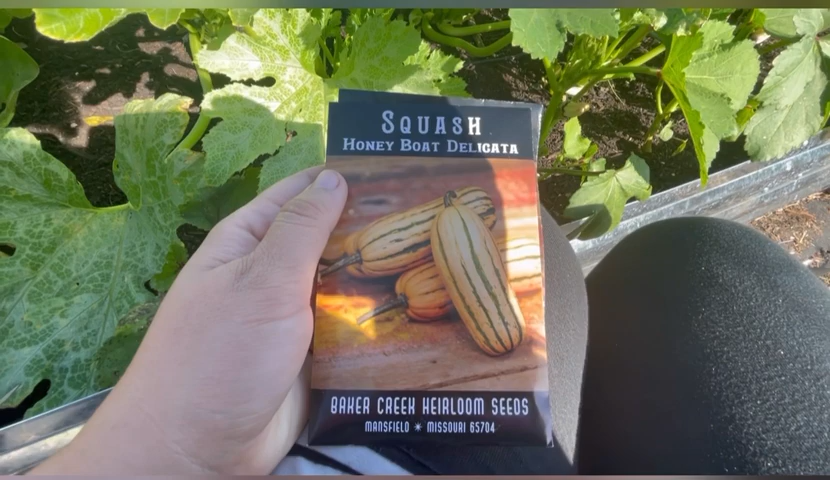 Squash
Honey Boat Delicata
Baker Creek Heirloom Seeds
Mansfield ✷ Missouri 65704